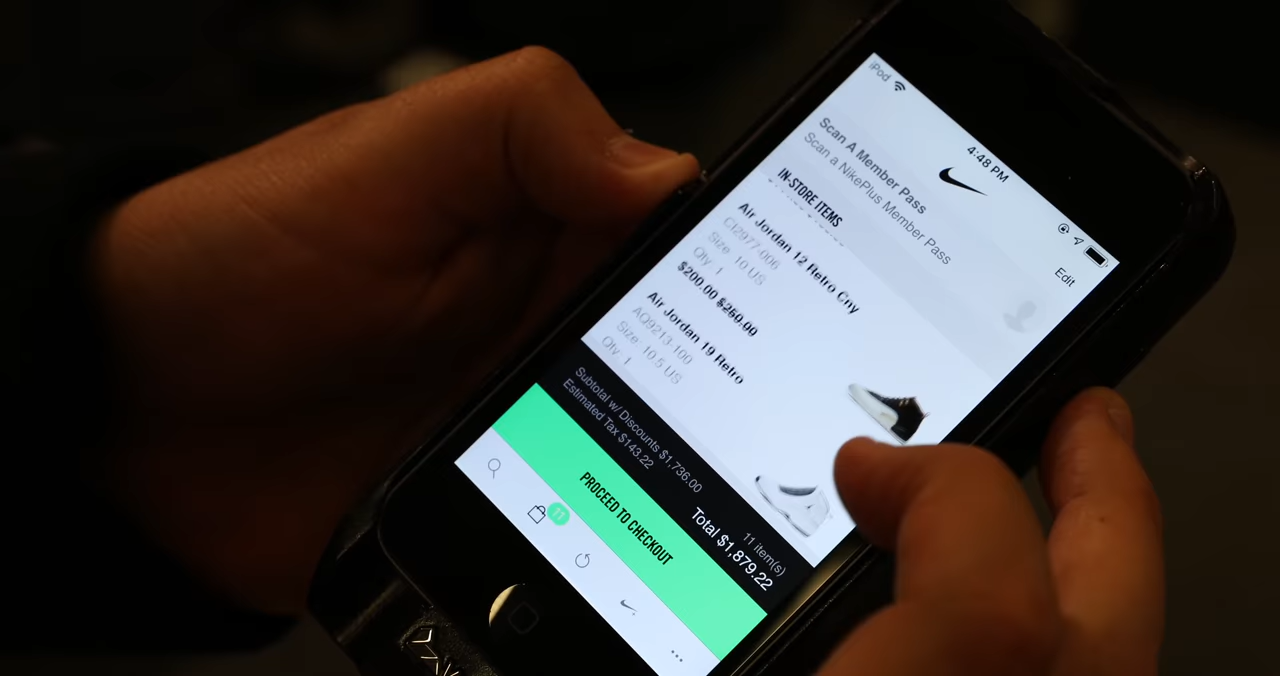 iPod
4:48 PM
Edit
Scan A Member Pass
Scan a NikePlus Member Pass
IN-STORE ITEMS
Air Jordan 12 Retro Cny
CI2977-006
Size: 10 US
Qty: 1
$200.00 $260.00
Air Jordan 19 Retro
AQ9213-100
Size: 10.5 US
Qty: 1
Subtotal w/ Discounts $1,736.00
Estimated Tax $143.22
11 item(s)
Total $1,879.22
PROCEED TO CHECKOUT
11